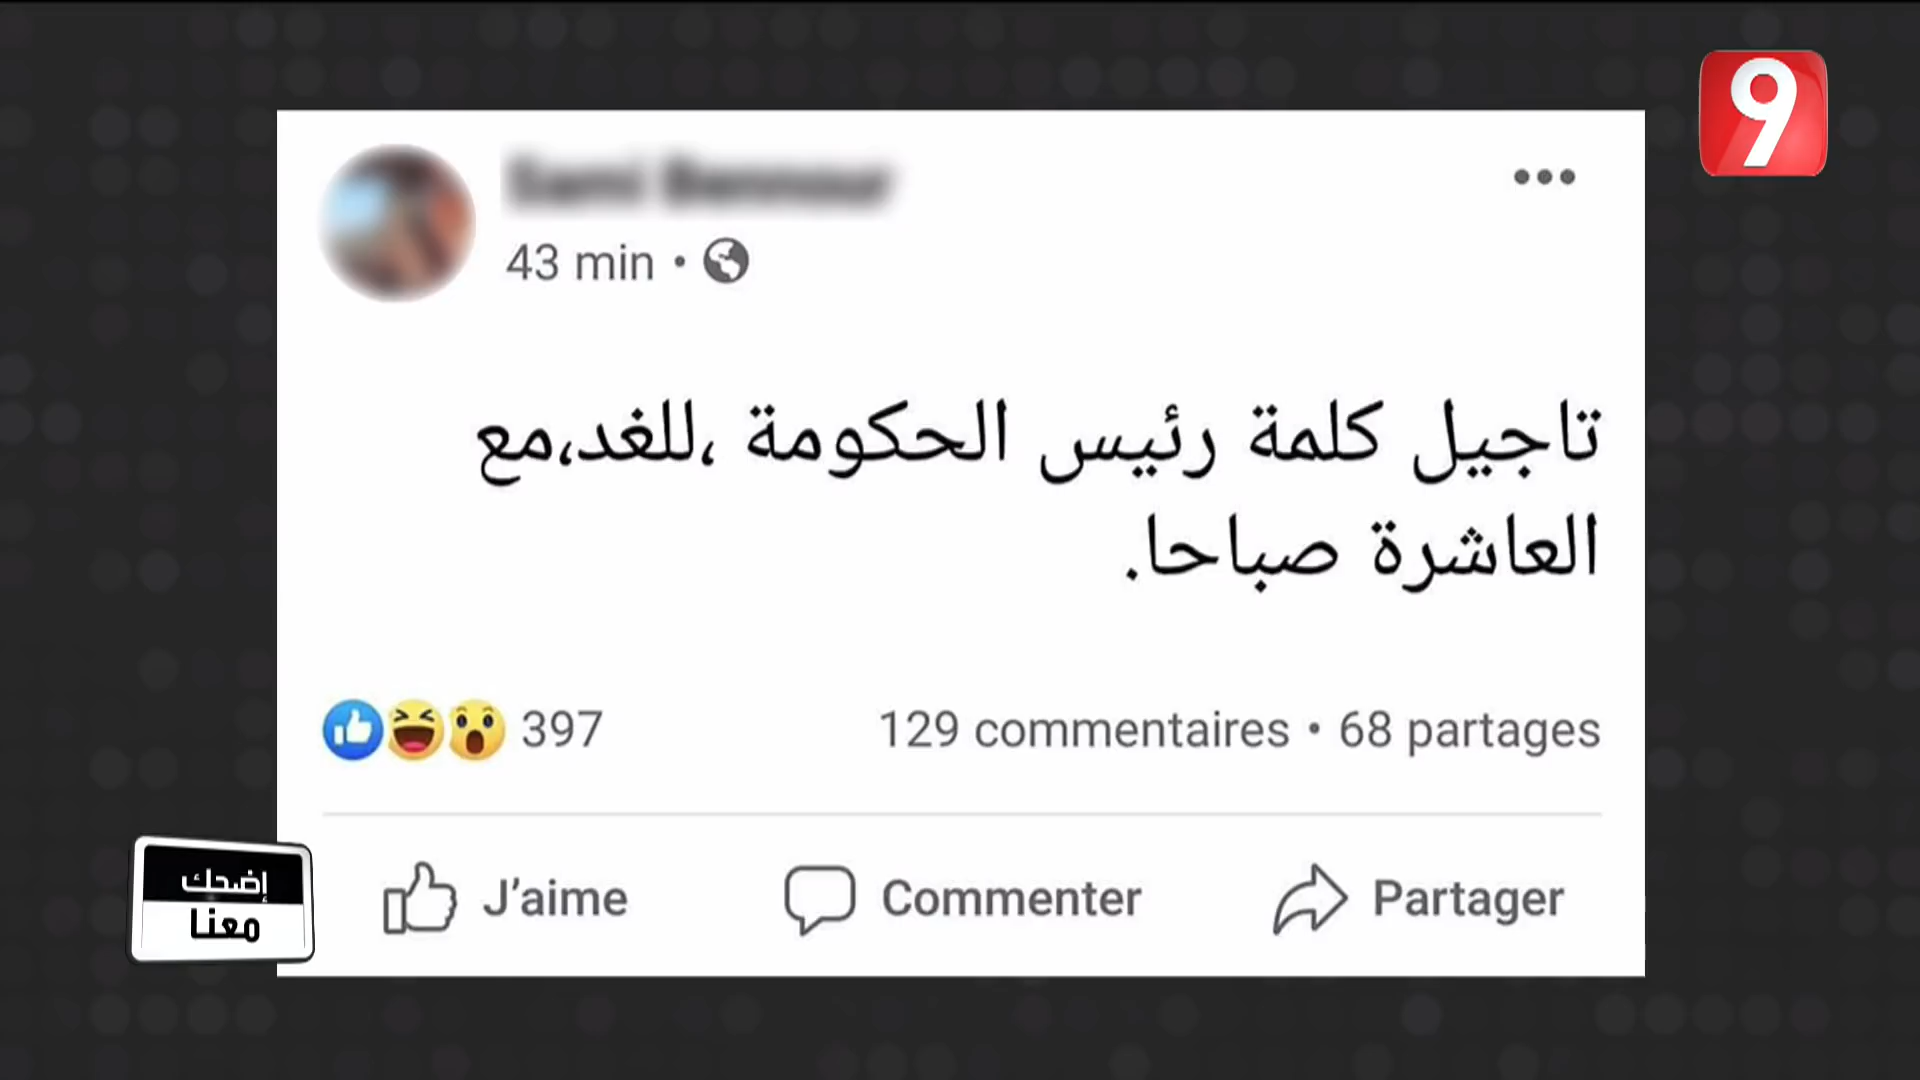 9
43 min
تاجيل كلمة رئيس الحكومة ،للغد،مع
العاشرة صباحا.
397
129 commentaires • 68 partages
J'aime
Commenter
Partager
إضحك
معنا